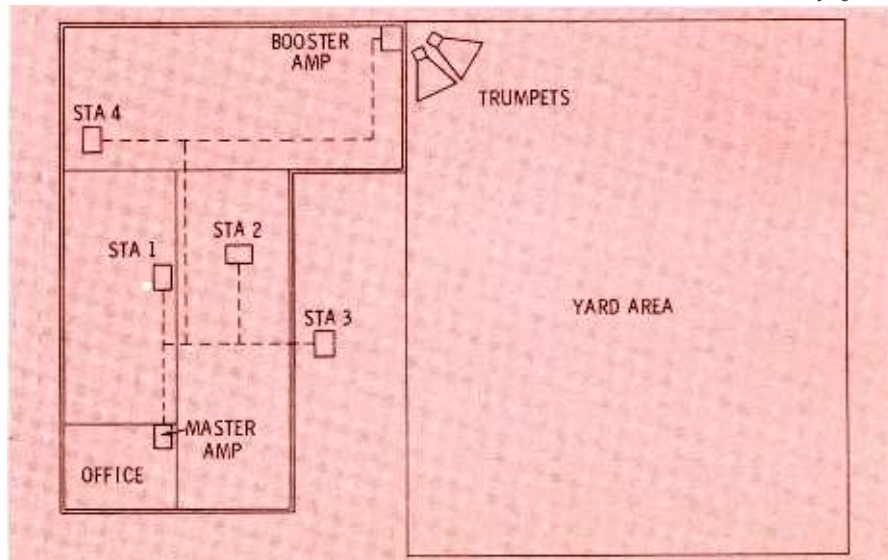 BOOSTER
AMP
TRUMPETS
STA 4
STA 2
STA 1
STA 3
YARD AREA
MASTER
AMP
OFFICE